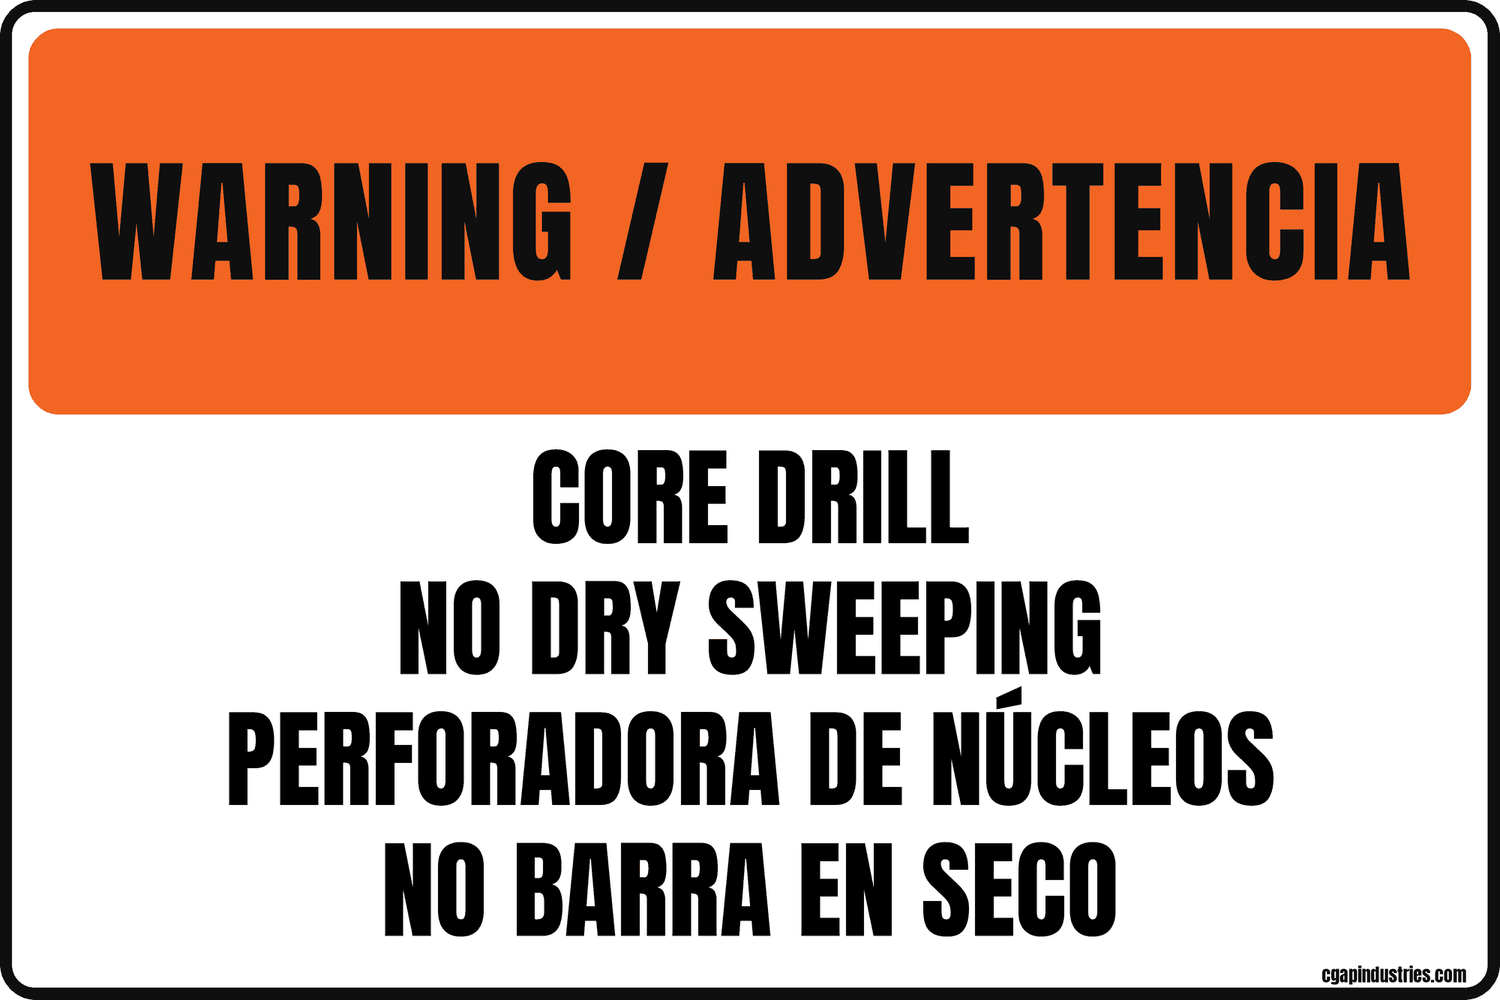 WARNING / ADVERTENCIA
CORE DRILL
NO DRY SWEEPING
PERFORADORA DE NÚCLEOS
NO BARRA EN SECO
cgapindustries.com